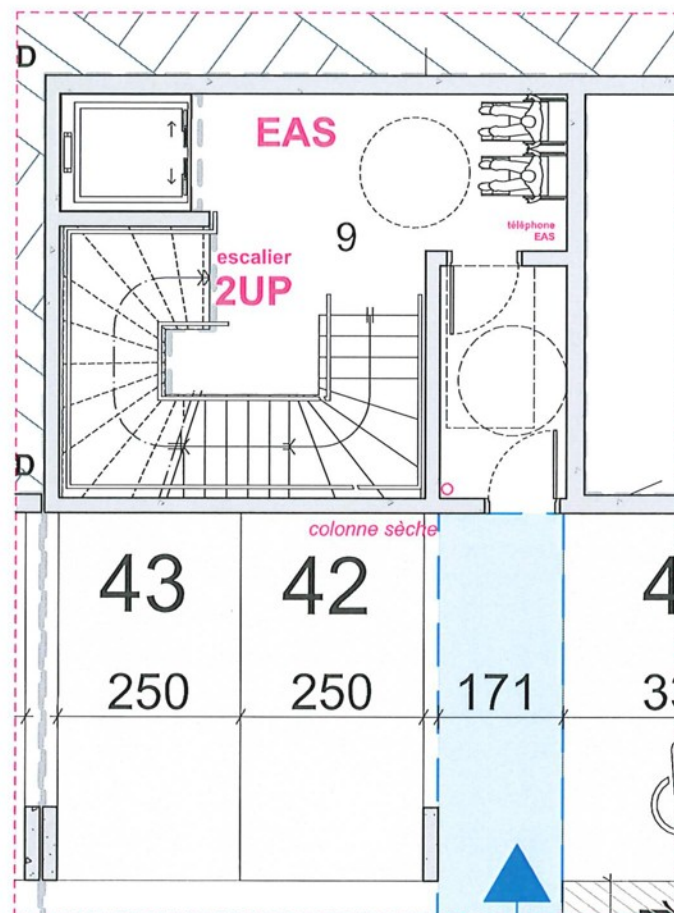 D
EAS
téléphone
EAS
9
escalier
2UP
D
colonne sèche
43
42
250
250
171